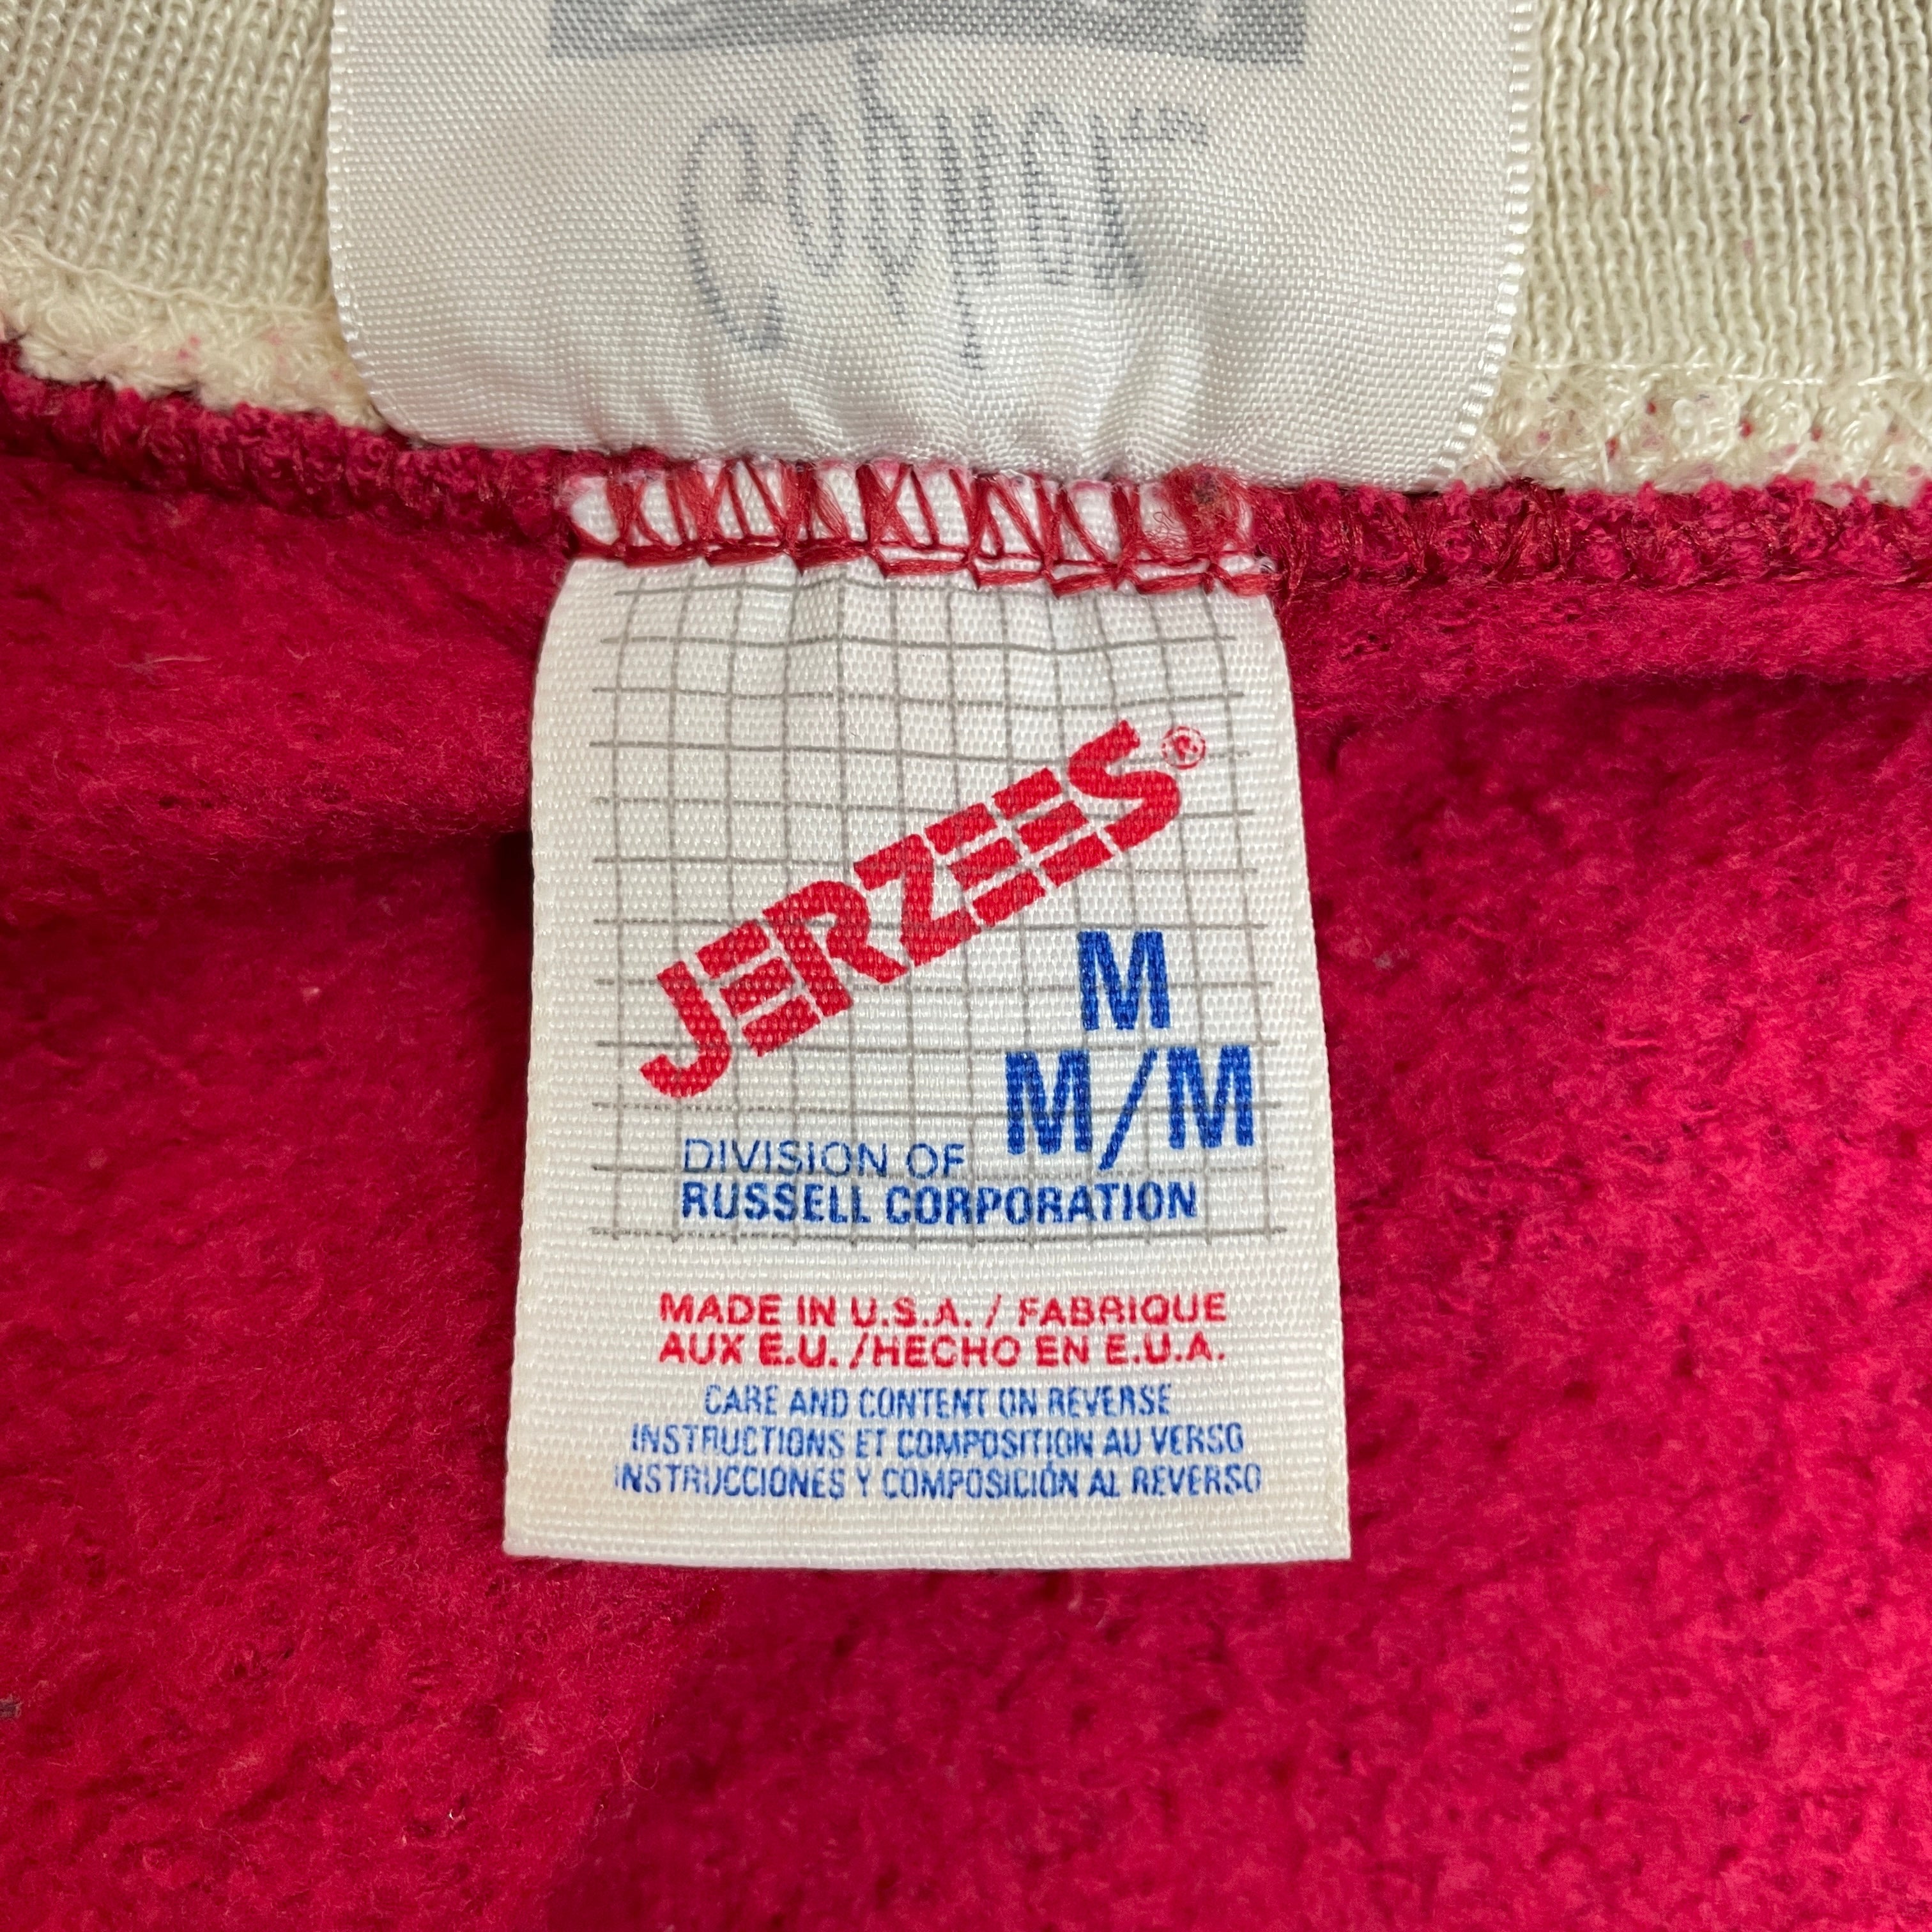 JERZEES®
M
M/M
DIVISION OF
RUSSELL CORPORATION
MADE IN U.S.A. / FABRIQUE
AUX E.U. /HECHO EN E.U.A.
CARE AND CONTENT ON REVERSE
INSTRUCTIONS ET COMPOSITION AU VERSO
INSTRUCCIONES Y COMPOSICIÓN AL REVERSO